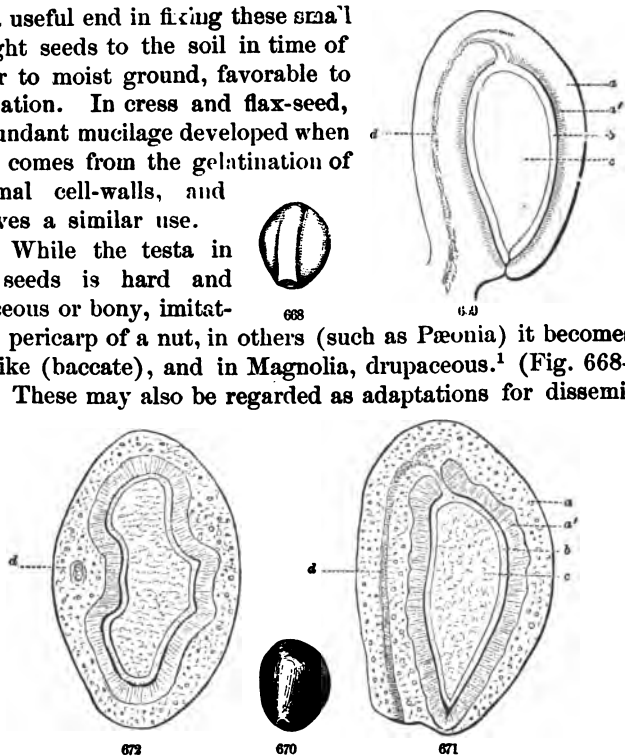 useful end in fixing these small
ght seeds to the soil in time of
r to moist ground, favorable to
ation. In cress and flax-seed,
undant mucilage developed when
comes from the gelatination of
nal cell-walls, and
ves a similar use.
While the testa in
seeds is hard and
ceous or bony, imitat-
pericarp of a nut, in others (such as Pæonia) it becomes
ike (baccate), and in Magnolia, drupaceous.¹ (Fig. 668-
These may also be regarded as adaptations for dissemi
a
a'
b
c
d
668
d
a
a'
b
c
d
672
670
671